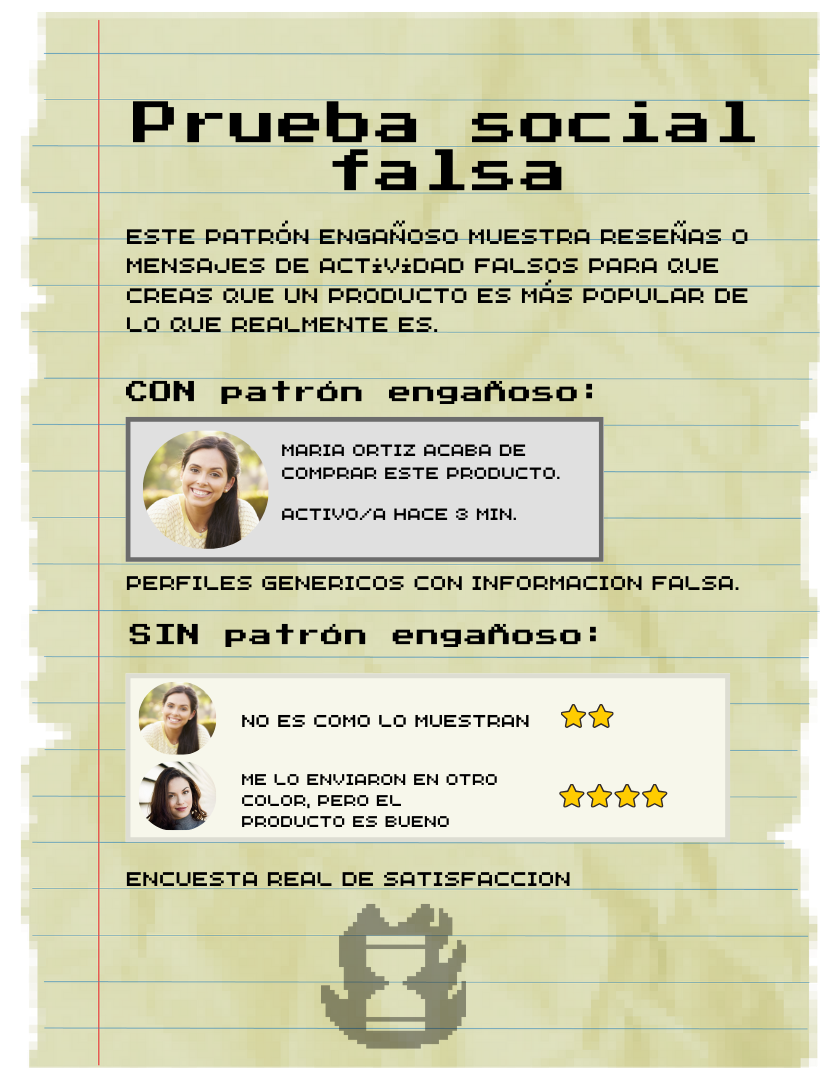 Prueba social
falsa
ESTE PATRÓN ENGAÑOSO MUESTRA RESEÑAS O
MENSAJES DE ACTiViDAD FALSOS PARA QUE
CREAS QUE UN PRODUCTO ES MÁS POPULAR DE
LO QUE REALMENTE ES.
CON patrón engañoso:
MARIA ORTIZ ACABA DE
COMPRAR ESTE PRODUCTO.
ACTIVO/A HACE 3 MIN.
PERFILES GENERICOS CON INFORMACION FALSA.
SIN patrón engañoso:
NO ES COMO LO MUESTRAN
ME LO ENVIARON EN OTRO
COLOR, PERO EL
PRODUCTO ES BUENO
ENCUESTA REAL DE SATISFACCION